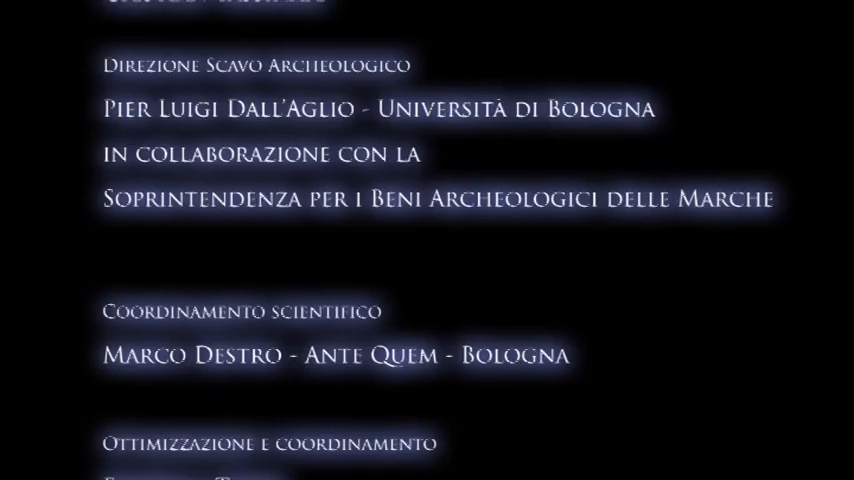 Direzione Scavo Archeologico
Pier Luigi Dall'Aglio - Università di Bologna
in collaborazione con la
Soprintendenza per i Beni Archeologici delle Marche
Coordinamento scientifico
Marco Destro - Ante Quem - Bologna
Ottimizzazione e coordinamento